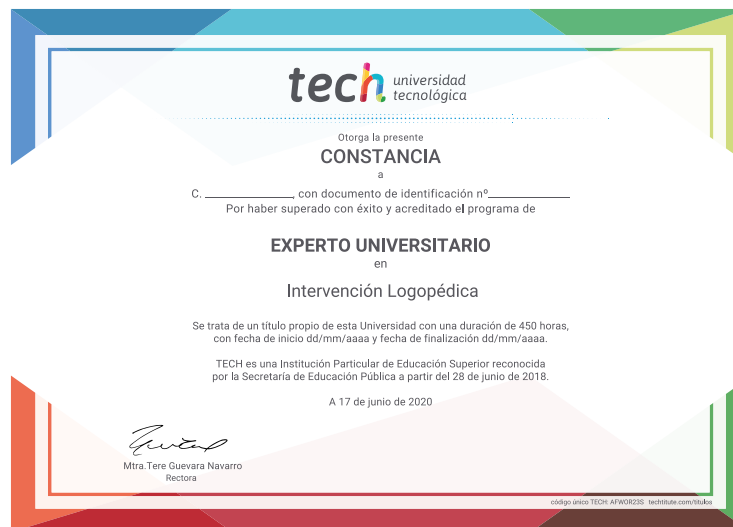 tech universidad
tecnológica
Otorga la presente
CONSTANCIA
a
C. ______________, con documento de identificación nº______________
Por haber superado con éxito y acreditado el programa de
EXPERTO UNIVERSITARIO
en
Intervención Logopédica
Se trata de un título propio de esta Universidad con una duración de 450 horas,
con fecha de inicio dd/mm/aaaa y fecha de finalización dd/mm/aaaa.
TECH es una Institución Particular de Educación Superior reconocida
por la Secretaría de Educación Pública a partir del 28 de junio de 2018.
A 17 de junio de 2020
Mtra.Tere Guevara Navarro
Rectora
código único TECH: AFWOR23S techtitute.com/titulos